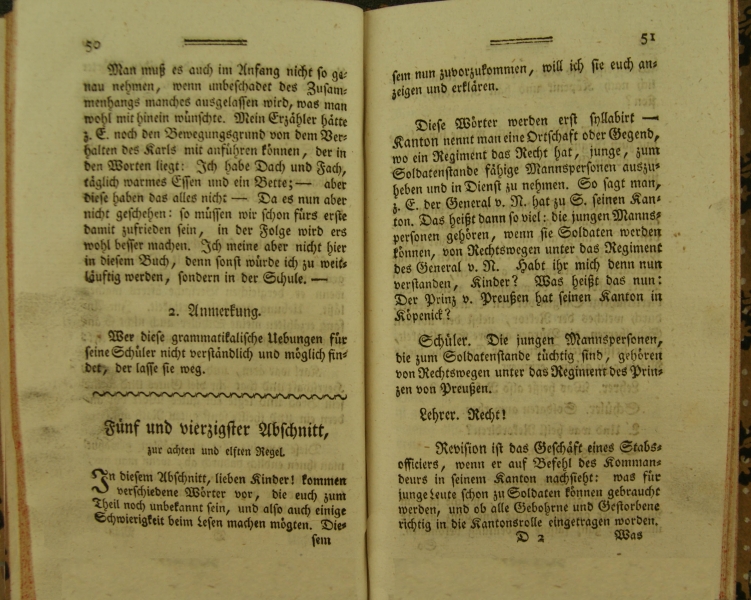 50
Man muß es auch im Anfang nicht so ge-
nau nehmen, wenn unbeschadet des Zusam-
menhangs manches ausgelassen wird, was man
wohl mit hinein wünschte. Mein Erzähler hätte
z. E. noch den Bewegungsgrund von dem Ver-
halten des Karls mit anführen können, der in
den Worten liegt: Ich habe Dach und Fach,
täglich warmes Essen und ein Bette; — aber
diese haben das alles nicht — Da es nun aber
nicht geschehen: so müssen wir schon fürs erste
damit zufrieden sein, in der Folge wird ers
wohl besser machen. Ich meine aber nicht hier
in diesem Buch, denn sonst würde ich zu weit-
läuftig werden, sondern in der Schule. —
2. Anmerkung.
Wer diese grammatikalische Uebungen für
seine Schüler nicht verständlich und möglich fin-
det, der lasse sie weg.
Fünf und vierzigster Abschnitt,
zur achten und elften Regel.
In diesem Abschnitt, lieben Kinder! kommen
verschiedene Wörter vor, die euch zum
Theil noch unbekannt sein, und also auch einige
Schwierigkeit beim Lesen machen mögten. Die-
sem
51
sem nun zuvorzukommen, will ich sie euch an-
zeigen und erklären.
Diese Wörter werden erst syllabirt —
Kanton nennt man eine Ortschaft oder Gegend,
wo ein Regiment das Recht hat, junge, zum
Soldatenstande fähige Mannspersonen auszu-
heben und in Dienst zu nehmen. So sagt man,
z. E. der General v. N. hat zu S. seinen Kan-
ton. Das heißt dann so viel: die jungen Manns-
personen gehören, wenn sie Soldaten werden
können, von Rechtswegen unter das Regiment
des General v. N. Habt ihr mich denn nun
verstanden, Kinder? Was heißt das nun:
Der Prinz v. Preußen hat seinen Kanton in
Köpenick?
Schüler. Die jungen Mannspersonen,
die zum Soldatenstande tüchtig sind, gehören
von Rechtswegen unter das Regiment des Prin-
zen von Preußen.
Lehrer. Recht!
Revision ist das Geschäft eines Stabs-
officiers, wenn er auf Befehl des Komman-
deurs in seinem Kanton nachsieht: was für
junge Leute schon zu Soldaten können gebraucht
werden, und ob alle Gebohrne und Gestorbene
richtig in die Kantonsrolle eingetragen worden.
D 2 Was